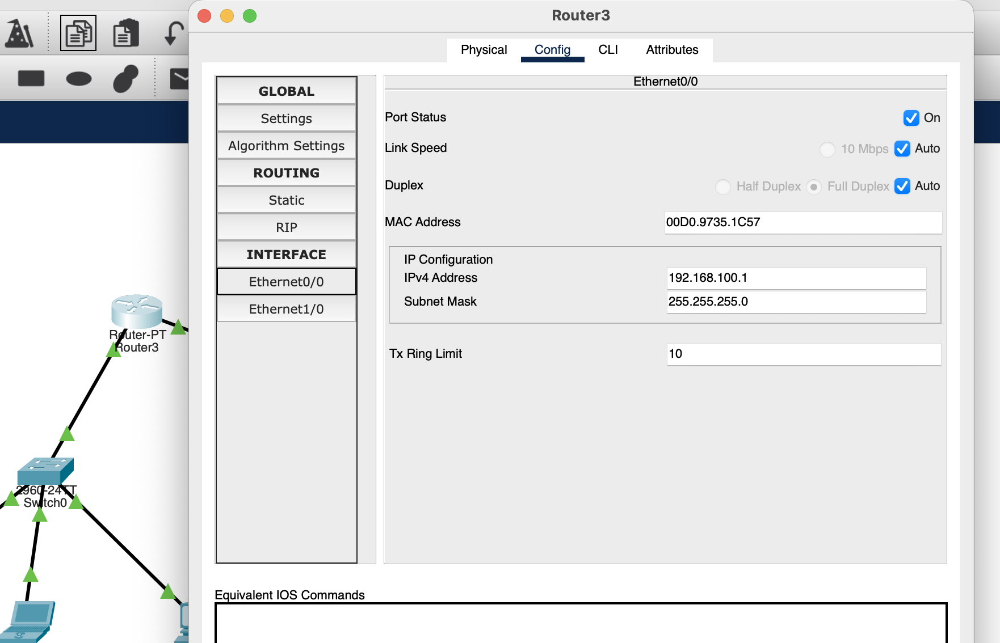 Router3
Physical
Config
CLI
Attributes
GLOBAL
Settings
Algorithm Settings
ROUTING
Static
RIP
INTERFACE
Ethernet0/0
Ethernet1/0
Ethernet0/0
Port Status
On
Link Speed
10 Mbps
Auto
Duplex
Half Duplex
Full Duplex
Auto
MAC Address
00D0.9735.1C57
IP Configuration
IPv4 Address
192.168.100.1
Subnet Mask
255.255.255.0
Tx Ring Limit
10
Equivalent IOS Commands
Router-PT
Router3
2960-24TT
Switch0